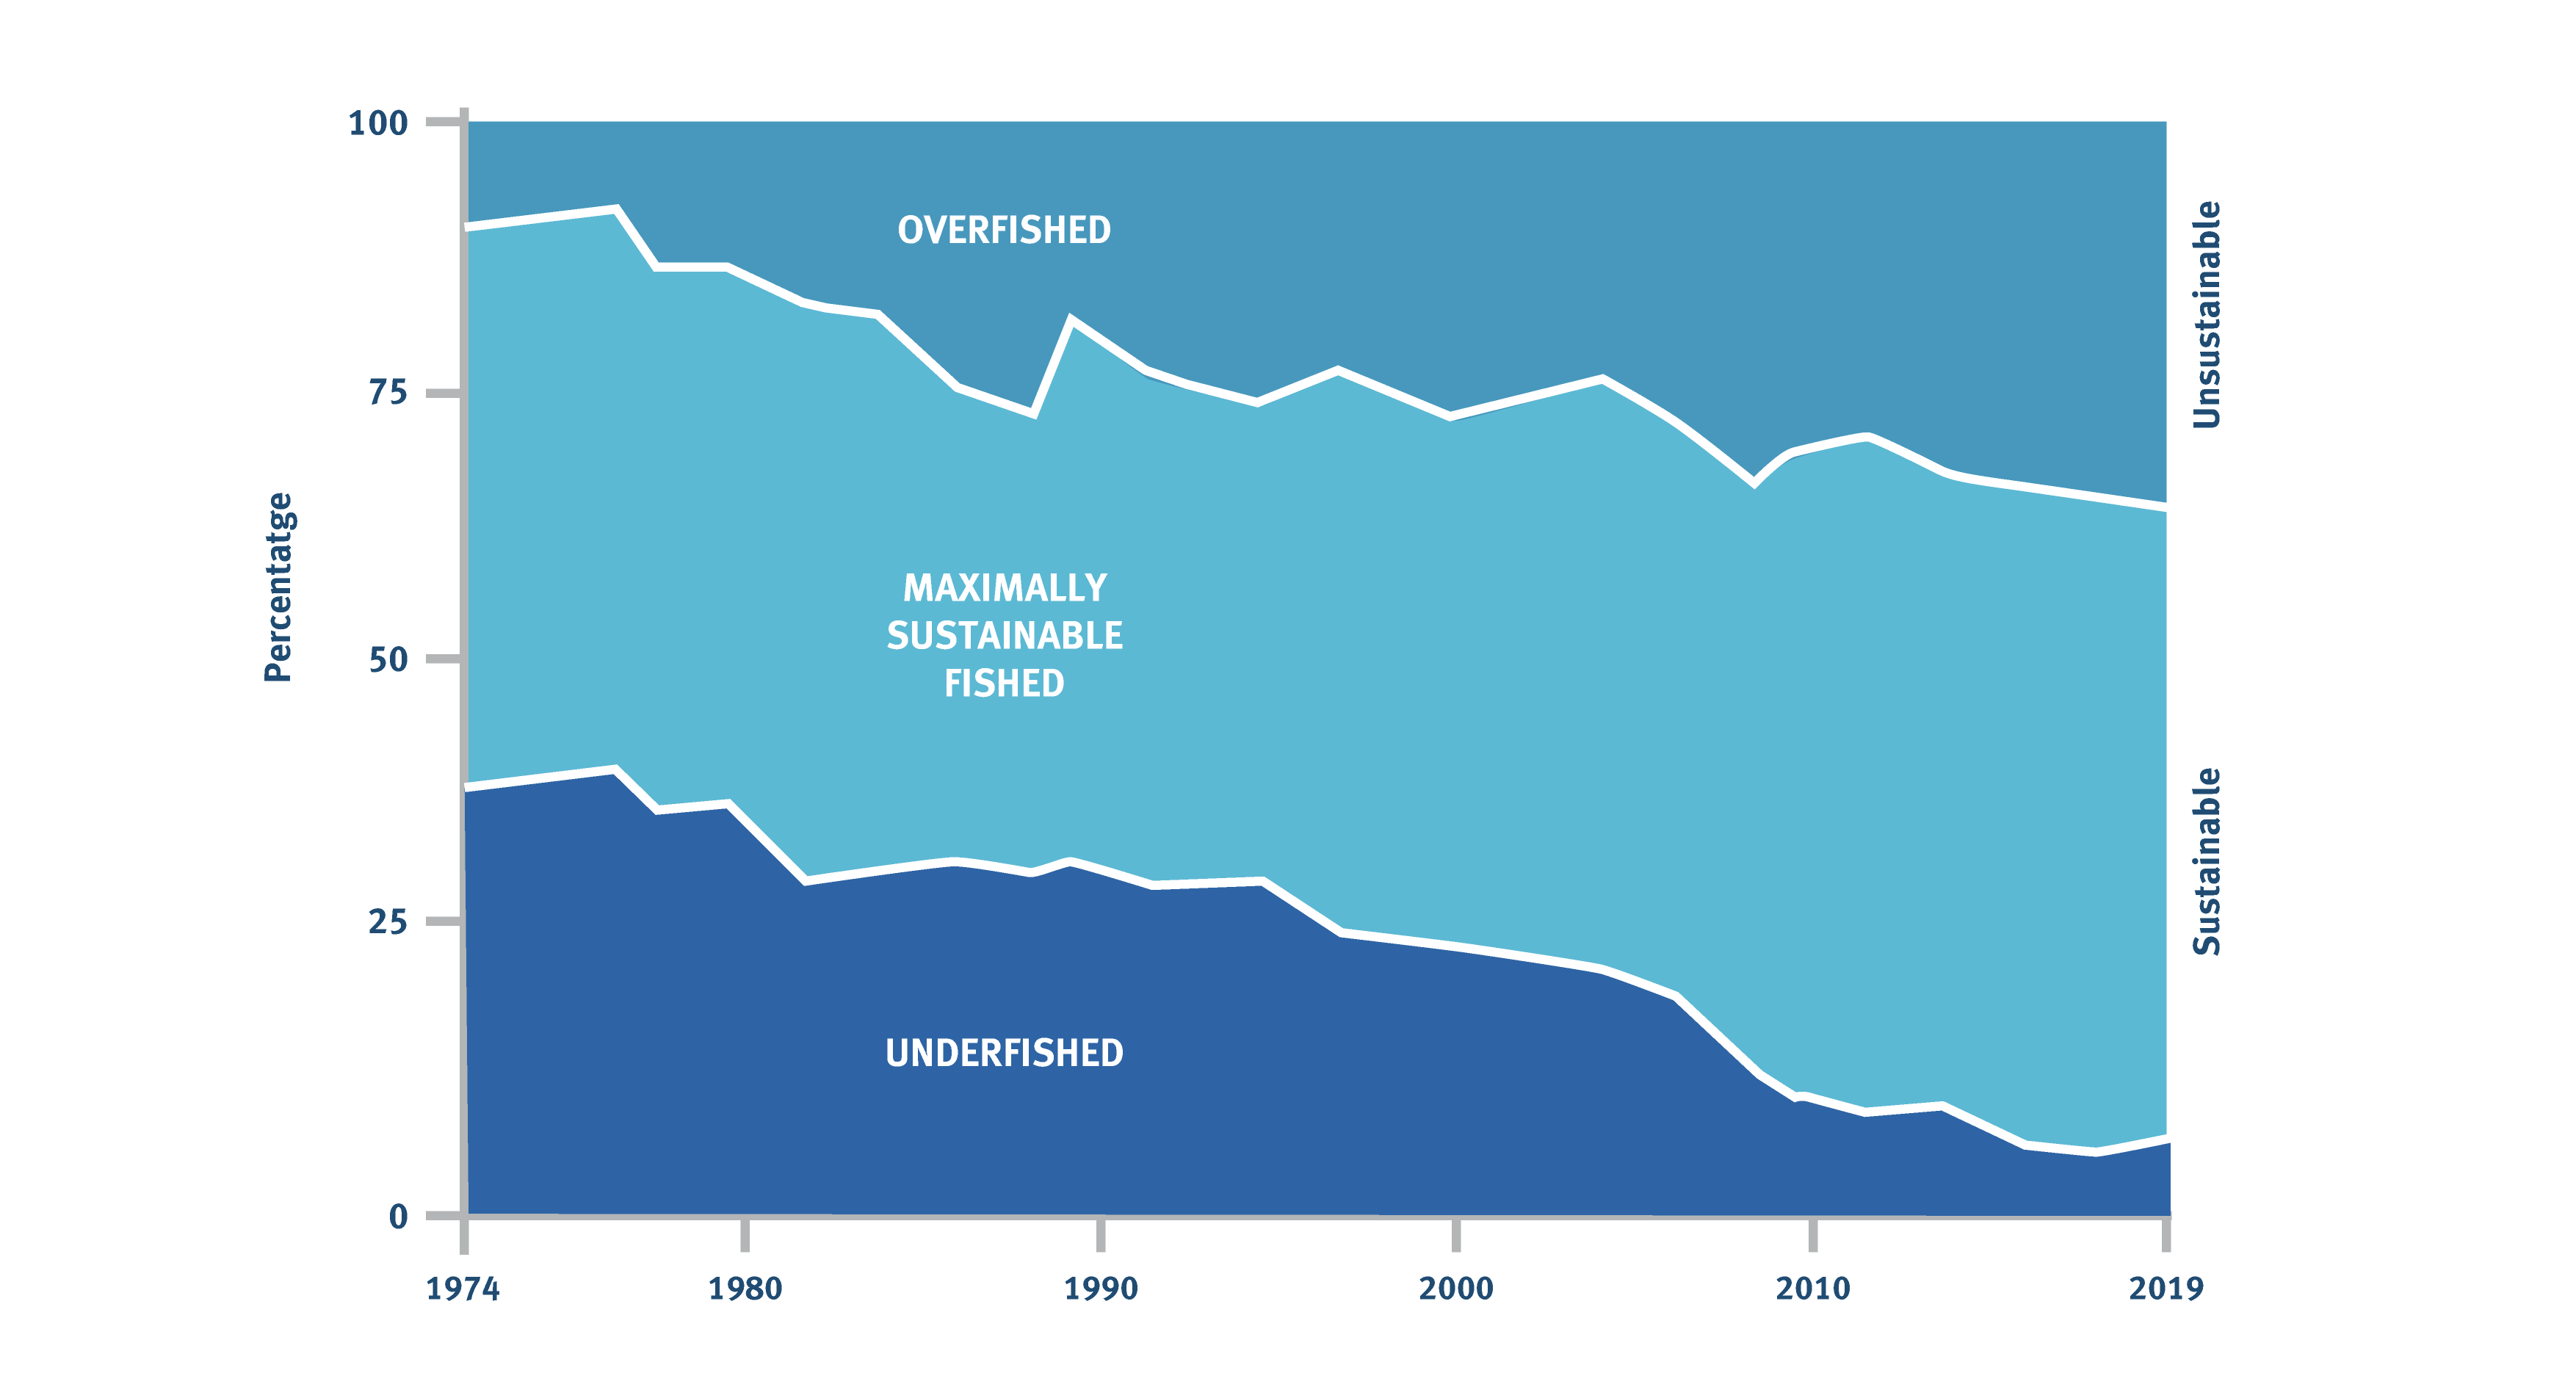 100
75
50
25
0
Percentatge
OVERFISHED
MAXIMALLY
SUSTAINABLE
FISHED
UNDERFISHED
Unsustainable
Sustainable
1974
1980
1990
2000
2010
2019